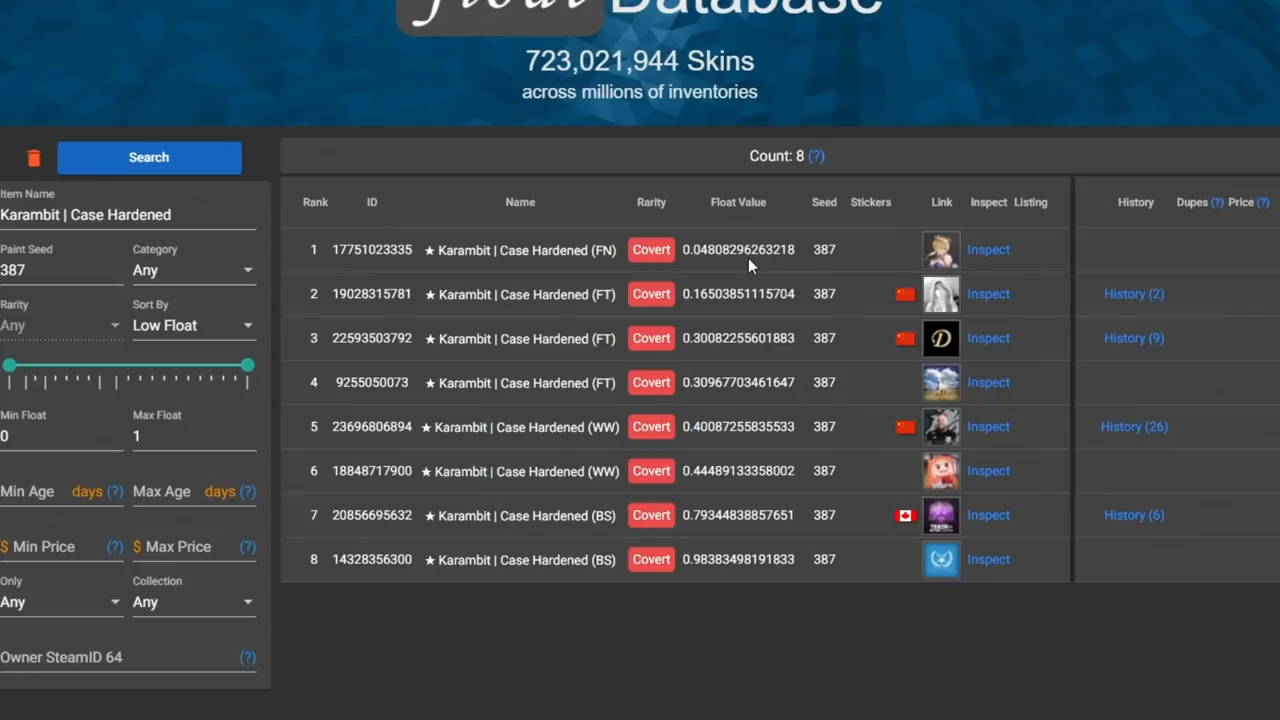 float Database
723,021,944 Skins
across millions of inventories
Search
Count: 8 (?)
Item Name
Karambit | Case Hardened
Paint Seed
387
Category
Any
Rarity
Any
Sort By
Low Float
Min Float
0
Max Float
1
Min Age days (?)
Max Age days (?)
$ Min Price (?)
$ Max Price (?)
Only
Any
Collection
Any
Owner SteamID 64 (?)
Rank ID Name Rarity Float Value Seed Stickers Link Inspect Listing History Dupes (?) Price (?)
1 17751023335 ★ Karambit | Case Hardened (FN) Covert 0.04808296263218 387 Inspect
2 19028315781 ★ Karambit | Case Hardened (FT) Covert 0.16503851115704 387 Inspect History (2)
3 22593503792 ★ Karambit | Case Hardened (FT) Covert 0.30082255601883 387 D Inspect History (9)
4 9255050073 ★ Karambit | Case Hardened (FT) Covert 0.30967703461647 387 Inspect
5 23696806894 ★ Karambit | Case Hardened (WW) Covert 0.40087255835533 387 Inspect History (26)
6 18848717900 ★ Karambit | Case Hardened (WW) Covert 0.44489133358002 387 Inspect
7 20856695632 ★ Karambit | Case Hardened (BS) Covert 0.79344838857651 387 Inspect History (6)
8 14328356300 ★ Karambit | Case Hardened (BS) Covert 0.98383498191833 387 Inspect